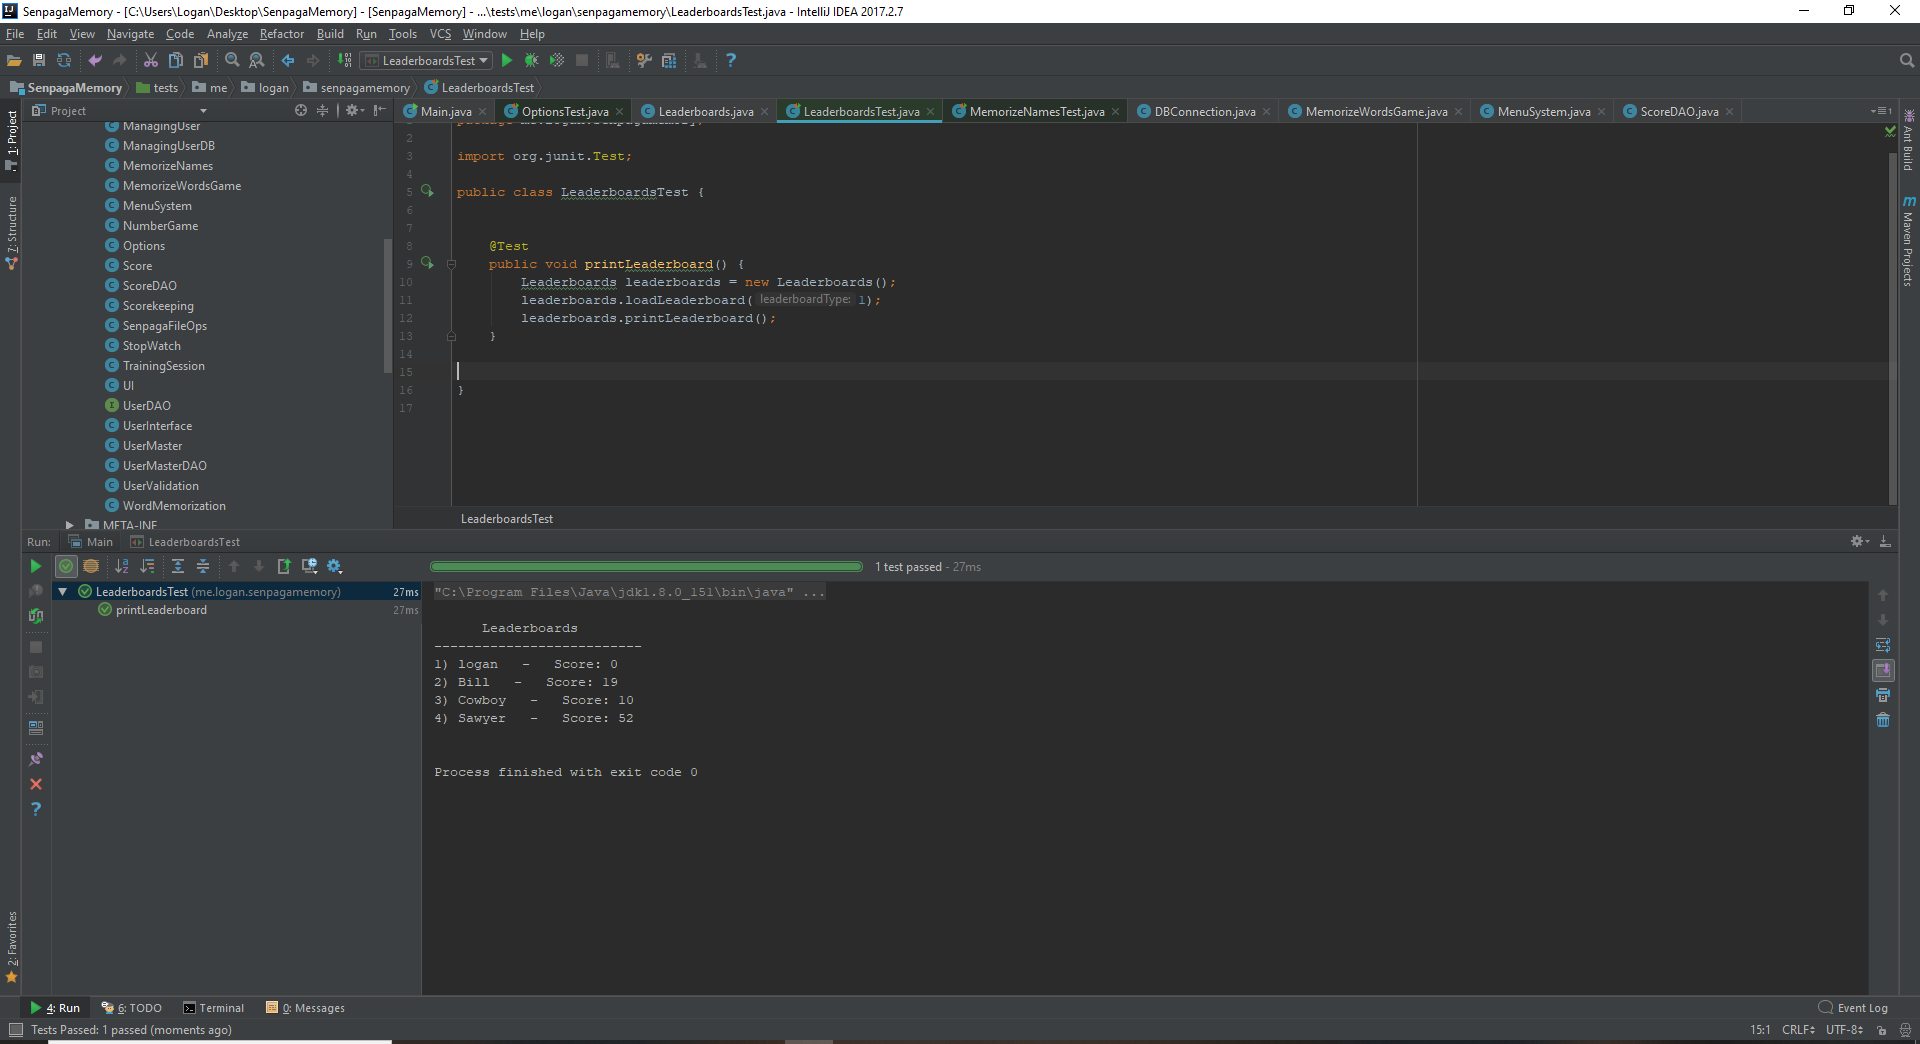 SenpagaMemory - [C:\Users\Logan\Desktop\SenpagaMemory] - [SenpagaMemory] - ...\tests\me\logan\senpagamemory\LeaderboardsTest.java - IntelliJ IDEA 2017.2.7
File Edit View Navigate Code Analyze Refactor Build Run Tools VCS Window Help
LeaderboardsTest
SenpagaMemory tests me logan senpagamemory LeaderboardsTest
Project
Main.java OptionsTest.java Leaderboards.java LeaderboardsTest.java MemorizeNamesTest.java DBConnection.java MemorizeWordsGame.java MenuSystem.java ScoreDAO.java
1: Project
7: Structure
2: Favorites
Ant Build
Maven Projects
ManagingUser
ManagingUserDB
MemorizeNames
MemorizeWordsGame
MenuSystem
NumberGame
Options
Score
ScoreDAO
Scorekeeping
SenpagaFileOps
StopWatch
TrainingSession
UI
UserDAO
UserInterface
UserMaster
UserMasterDAO
UserValidation
WordMemorization
META-INF
2
3 import org.junit.Test;
4
5 public class LeaderboardsTest {
6
7
8 @Test
9 public void printLeaderboard() {
10 Leaderboards leaderboards = new Leaderboards();
11 leaderboards.loadLeaderboard( leaderboardType: 1);
12 leaderboards.printLeaderboard();
13 }
14
15
16 }
17
LeaderboardsTest
Run: Main LeaderboardsTest
1 test passed - 27ms
LeaderboardsTest (me.logan.senpagamemory) 27ms
printLeaderboard 27ms
"C:\Program Files\Java\jdk1.8.0_151\bin\java" ...
Leaderboards
--------------------------
1) logan - Score: 0
2) Bill - Score: 19
3) Cowboy - Score: 10
4) Sawyer - Score: 52
Process finished with exit code 0
4: Run 6: TODO Terminal 0: Messages Event Log
Tests Passed: 1 passed (moments ago) 15:1 CRLF UTF-8